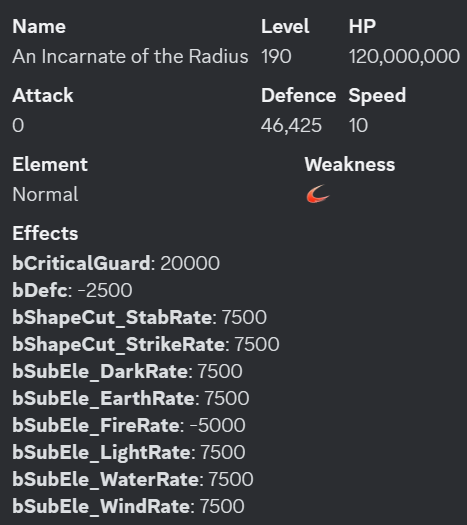 Name Level HP
An Incarnate of the Radius 190 120,000,000
Attack Defence Speed
0 46,425 10
Element Weakness
Normal
Effects
bCriticalGuard: 20000
bDefc: -2500
bShapeCut_StabRate: 7500
bShapeCut_StrikeRate: 7500
bSubEle_DarkRate: 7500
bSubEle_EarthRate: 7500
bSubEle_FireRate: -5000
bSubEle_LightRate: 7500
bSubEle_WaterRate: 7500
bSubEle_WindRate: 7500